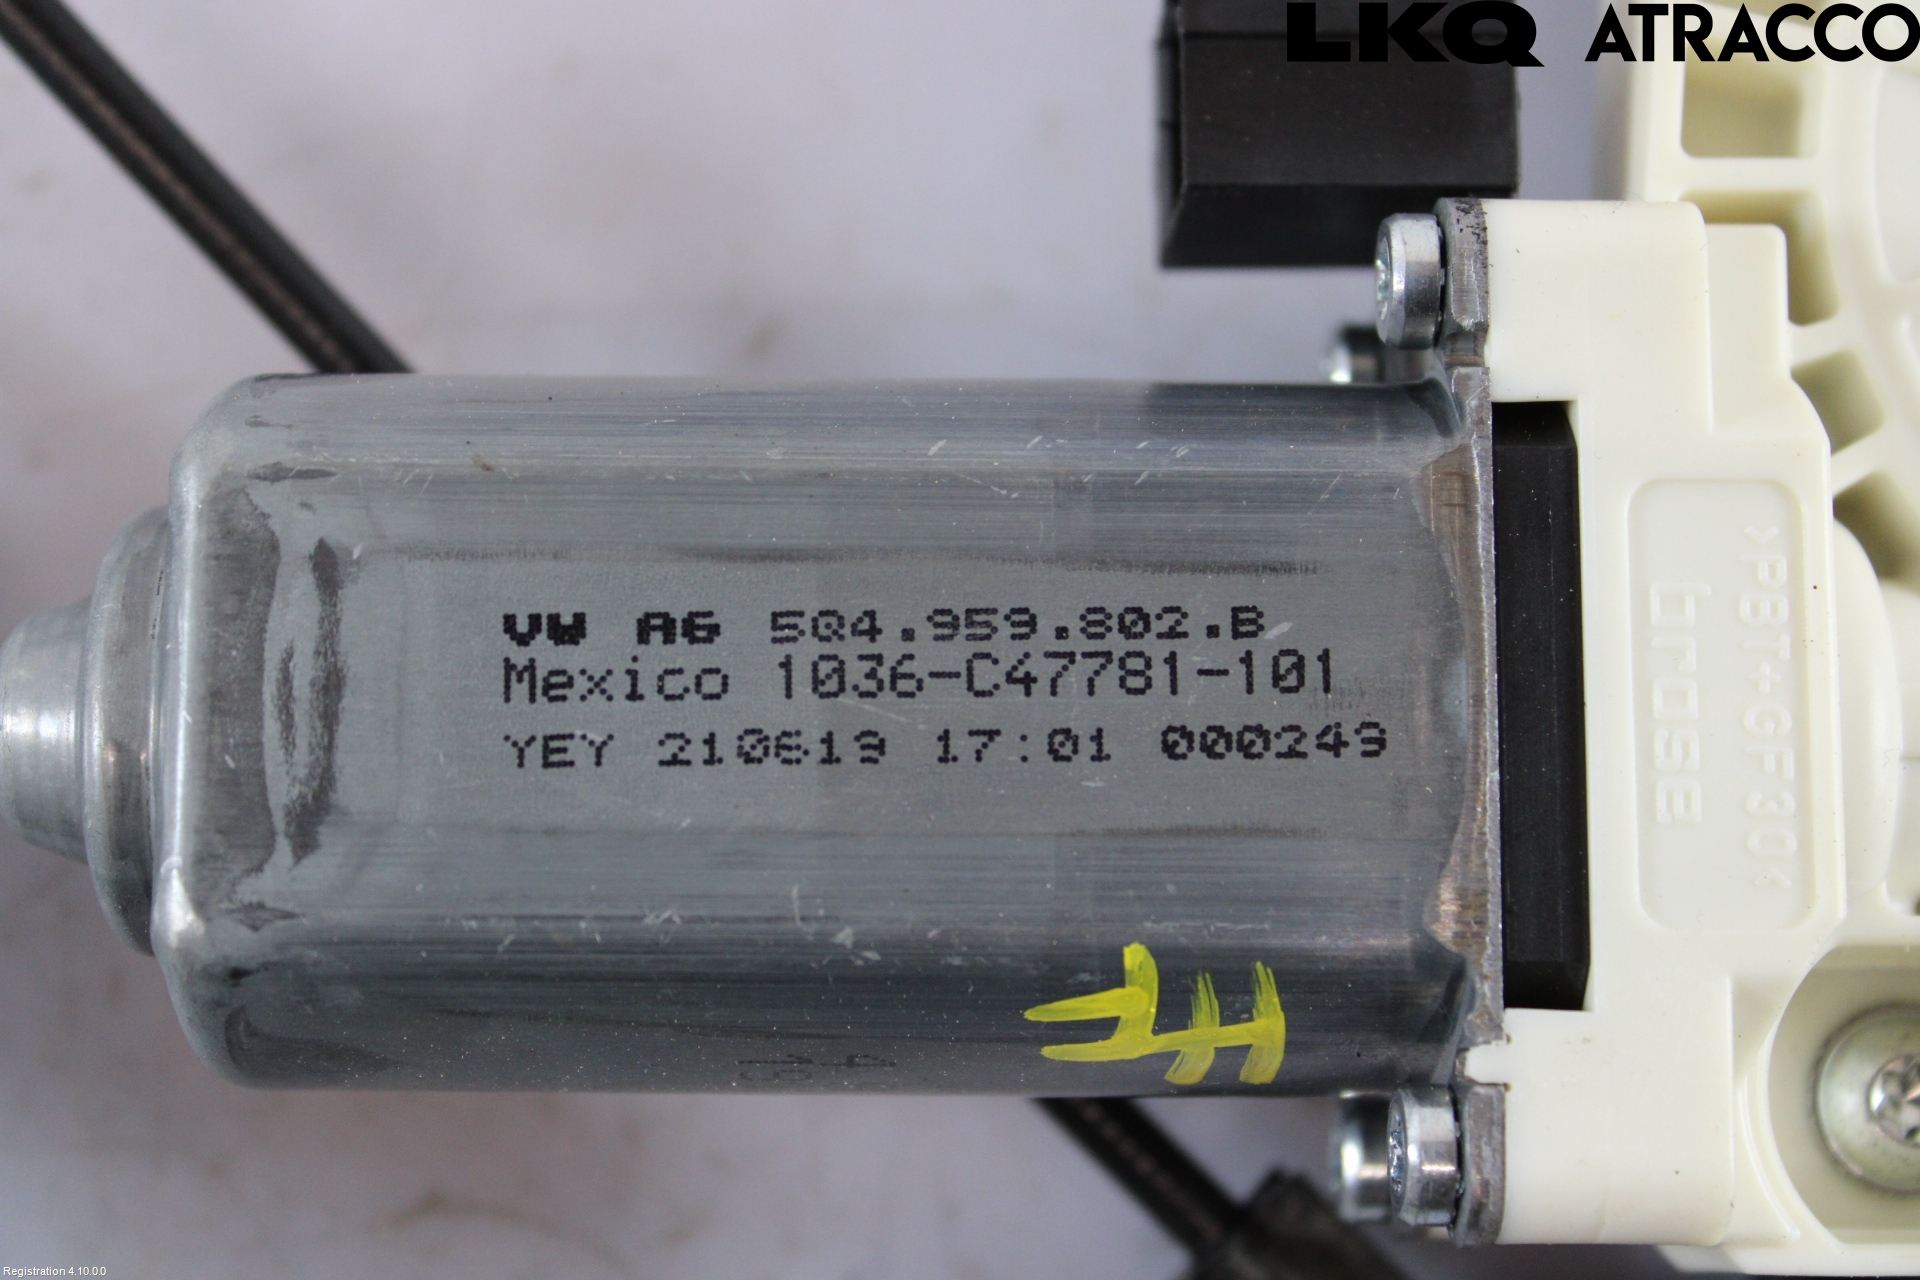 LKQ ATRACCO
VW AG 5Q4.959.802.B
Mexico 1036-C47781-101
YEY 210619 17:01 000249
>PBT+GF30<
brose
Registration 4.10.0.0